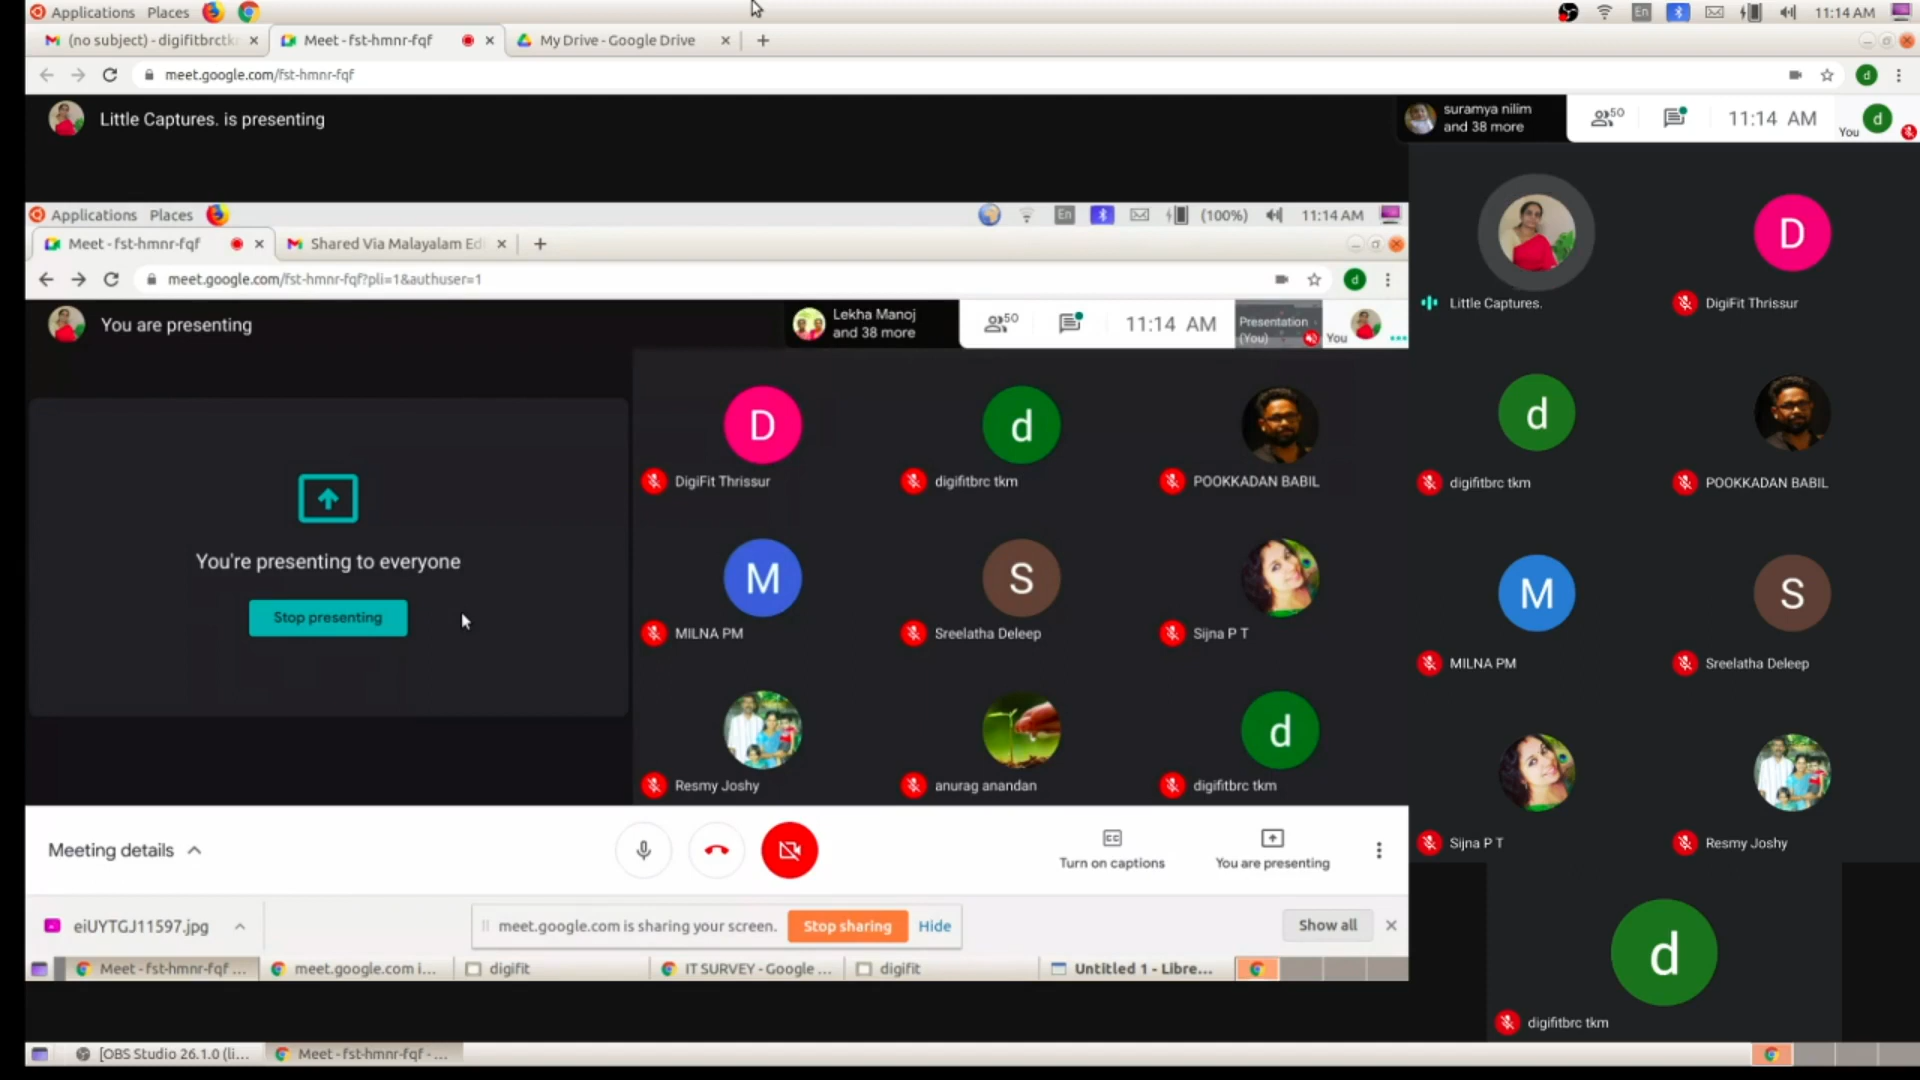 Applications Places
En 11:14 AM
(no subject) - digifitbrctk
Meet - fst-hmnr-fqf
My Drive - Google Drive
meet.google.com/fst-hmnr-fqf
d
Little Captures. is presenting
suramya nilim
and 38 more
50
11:14 AM
You
d
Applications Places
En (100%) 11:14 AM
Meet - fst-hmnr-fqf
Shared Via Malayalam Ed
meet.google.com/fst-hmnr-fqf?pli=1&authuser=1
d
You are presenting
Lekha Manoj
and 38 more
50
11:14 AM
Presentation
(You)
You
You're presenting to everyone
Stop presenting
D
DigiFit Thrissur
d
digifitbrc tkm
POOKKADAN BABIL
M
MILNA PM
S
Sreelatha Deleep
Sijna P T
Resmy Joshy
anurag anandan
d
digifitbrc tkm
Meeting details
CC
Turn on captions
You are presenting
eiUYTGJ11597.jpg
meet.google.com is sharing your screen.
Stop sharing
Hide
Show all
Meet - fst-hmnr-fqf ...
meet.google.com i...
digifit
IT SURVEY - Google ...
digifit
Untitled 1 - Libre...
Little Captures.
D
DigiFit Thrissur
d
digifitbrc tkm
POOKKADAN BABIL
M
MILNA PM
S
Sreelatha Deleep
Sijna P T
Resmy Joshy
d
digifitbrc tkm
[OBS Studio 26.1.0 (li...
Meet - fst-hmnr-fqf - ...